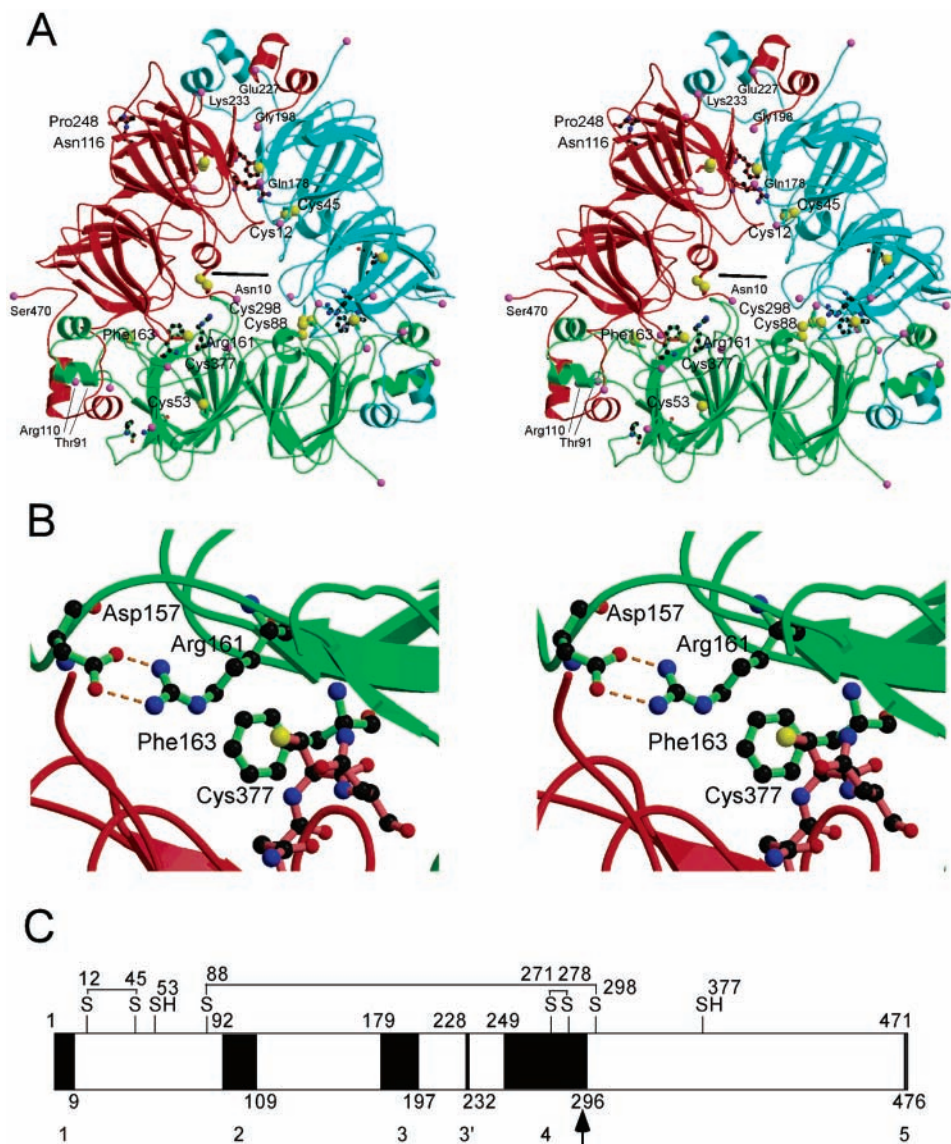 A
Glu227 Glu227
Lys233 Lys233
Pro248 Gly198 Pro248 Gly198
Asn116 Asn116
Gln178 Gln178
Cys45 Cys45
Cys12 Cys12
Asn10 Asn10
Ser470 Cys298 Ser470 Cys298
Phe163 Cys88 Phe163 Cys88
Arg161 Arg161
Cys377 Cys377
Cys53 Cys53
Arg110 Arg110
Thr91 Thr91
B
Asp157 Asp157
Arg161 Arg161
Phe163 Phe163
Cys377 Cys377
C
12 45 53 88 271 278 298 377
S S SH S S S S SH
1 92 179 228 249 471
9 109 197 232 296 476
1 2 3 3' 4 5